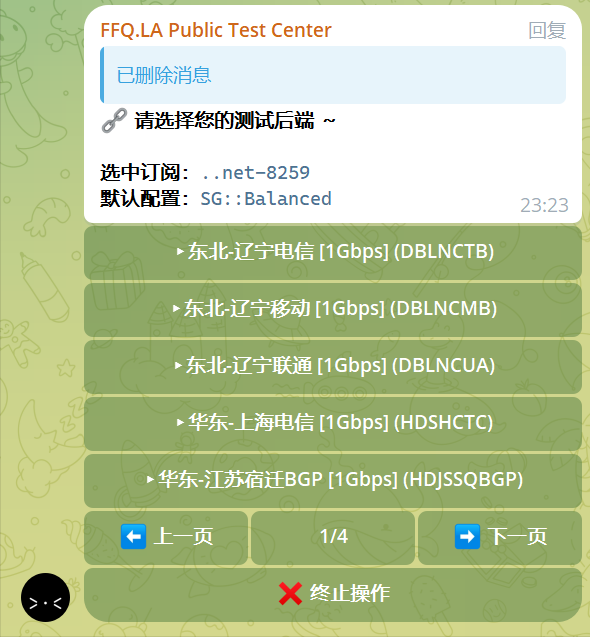 FFQ.LA Public Test Center 回复
已删除消息
🔗 请选择您的测试后端 ~
选中订阅：..net-8259
默认配置：SG::Balanced
23:23
▸东北-辽宁电信 [1Gbps] (DBLNCTB)
▸东北-辽宁移动 [1Gbps] (DBLNCMB)
▸东北-辽宁联通 [1Gbps] (DBLNCUA)
▸华东-上海电信 [1Gbps] (HDSHCTC)
▸华东-江苏宿迁BGP [1Gbps] (HDJSSQBGP)
⬅️ 上一页 1/4 ➡️ 下一页
❌ 终止操作